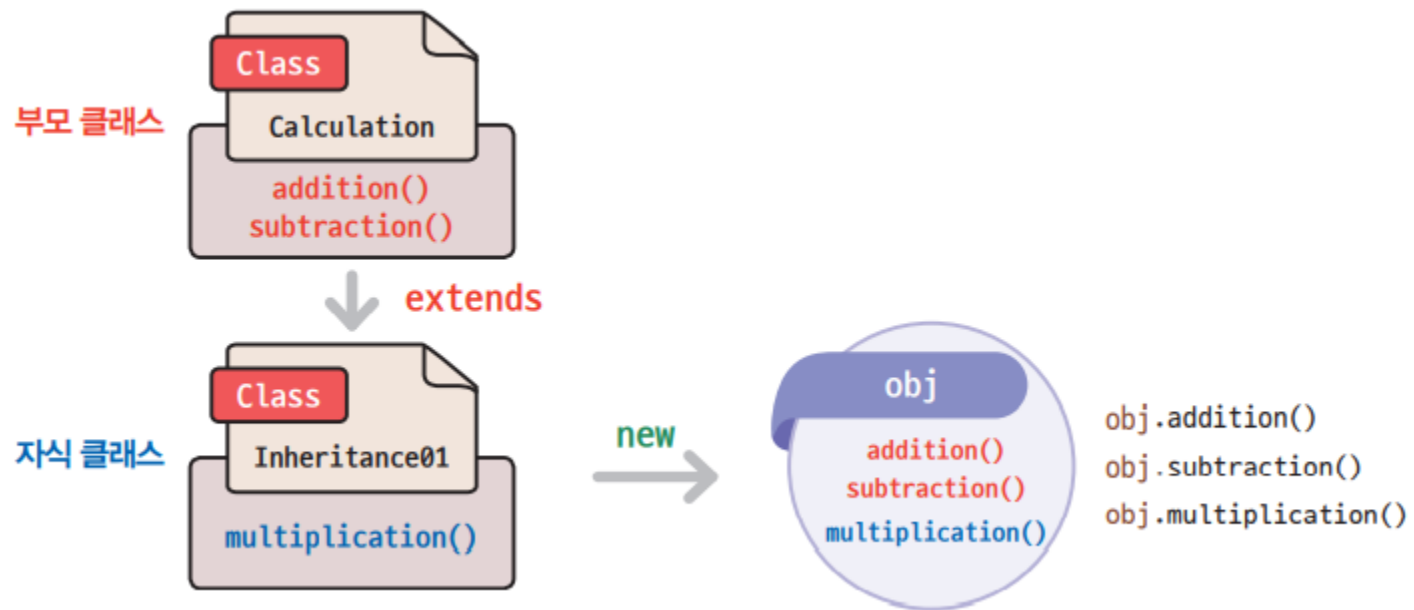 Class
부모 클래스
Calculation
addition()
subtraction()
extends
Class
자식 클래스
Inheritance01
multiplication()
new
obj
addition()
subtraction()
multiplication()
obj.addition()
obj.subtraction()
obj.multiplication()